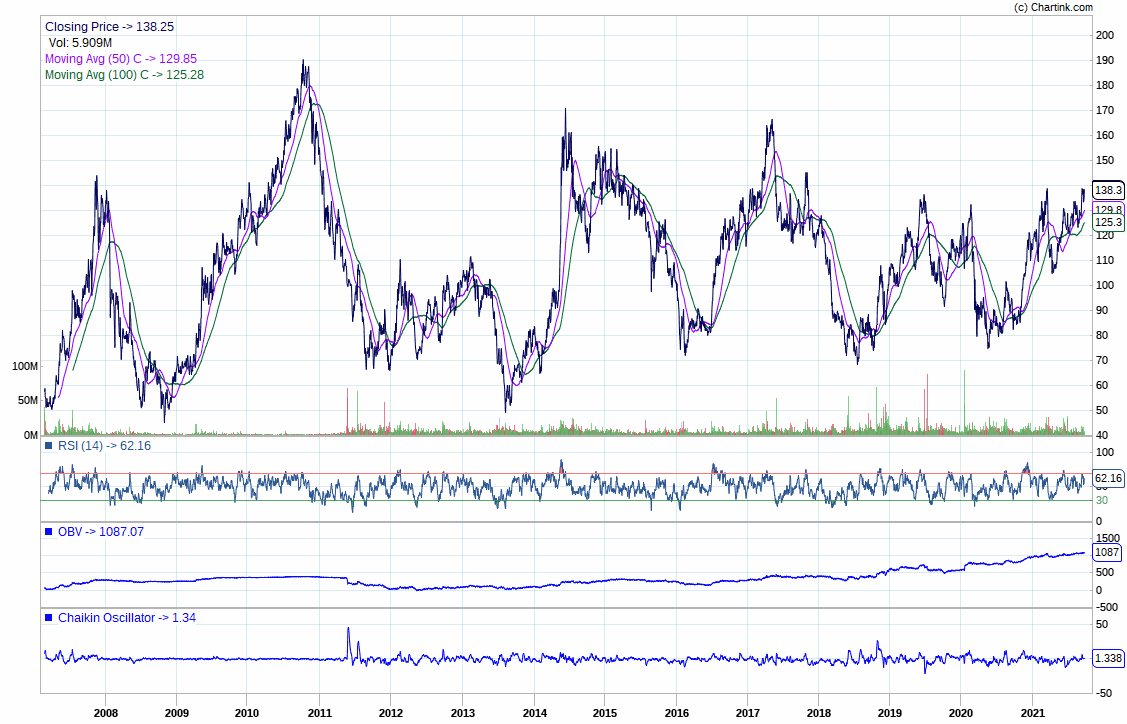 (c) Chartink.com
Closing Price -> 138.25
Vol: 5.909M
Moving Avg (50) C -> 129.85
Moving Avg (100) C -> 125.28
200
190
180
170
160
150
138.3
129.8
125.3
120
110
100
90
80
70
60
50
40
100M
50M
0M
RSI (14) -> 62.16
100
62.16
30
0
OBV -> 1087.07
1500
1087
500
0
-500
Chaikin Oscillator -> 1.34
50
1.338
-50
2008 2009 2010 2011 2012 2013 2014 2015 2016 2017 2018 2019 2020 2021